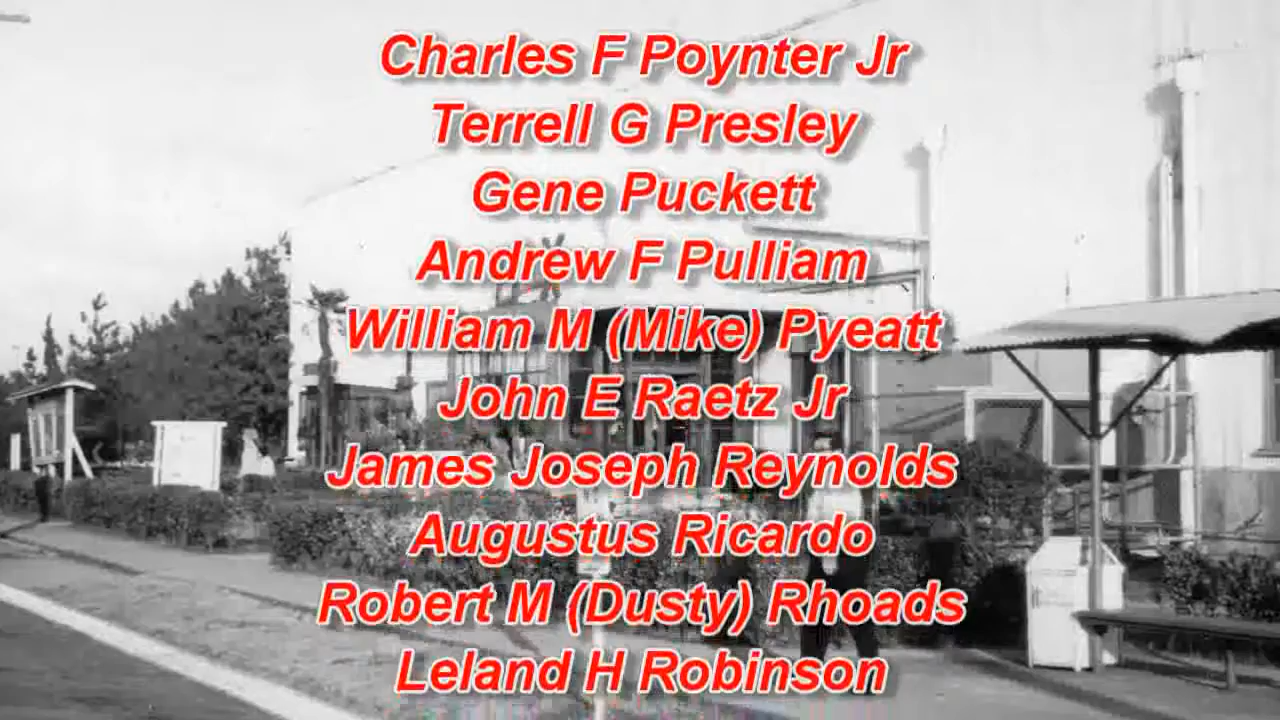 Charles F Poynter Jr
Terrell G Presley
Gene Puckett
Andrew F Pulliam
William M (Mike) Pyeatt
John E Raetz Jr
James Joseph Reynolds
Augustus Ricardo
Robert M (Dusty) Rhoads
Leland H Robinson